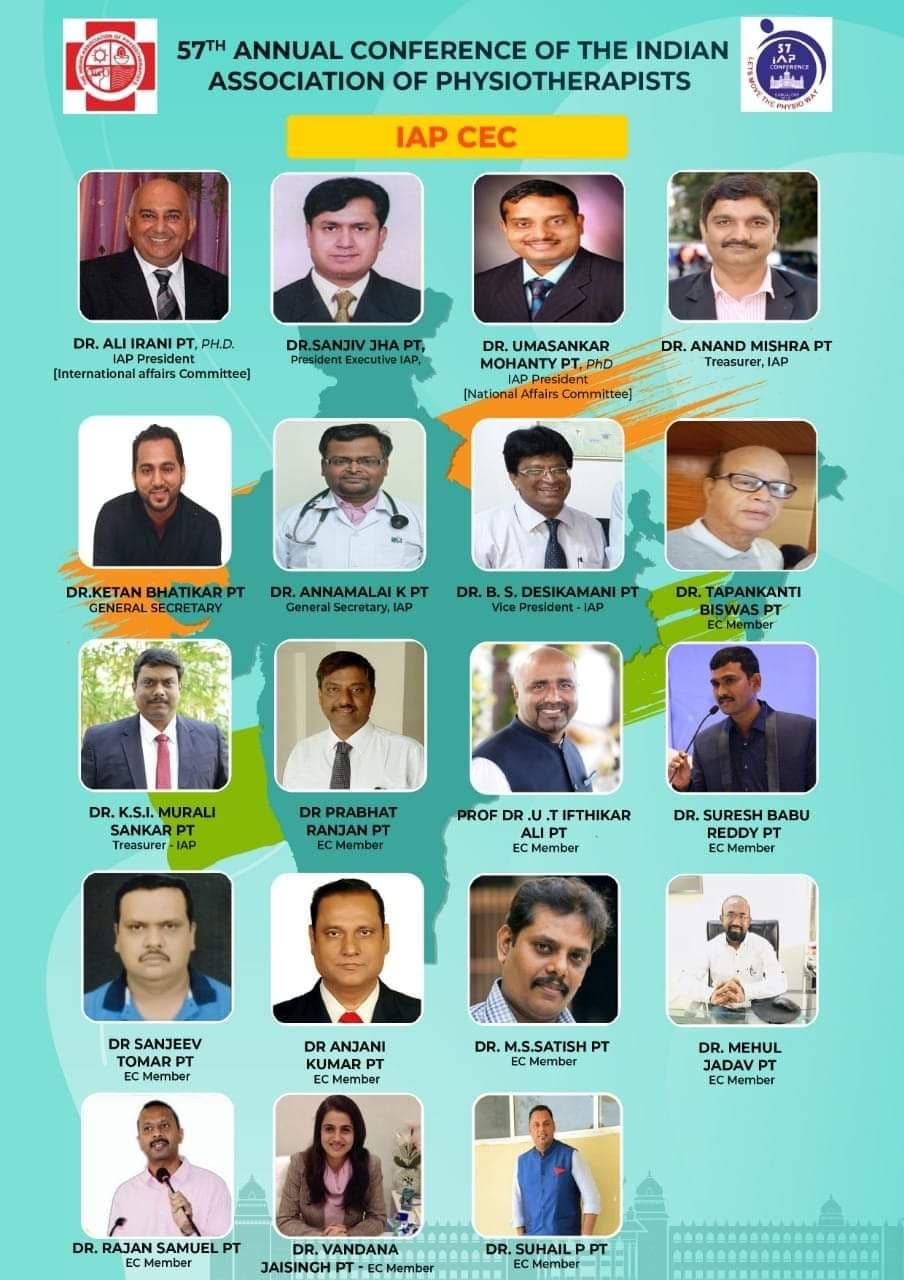 57TH ANNUAL CONFERENCE OF THE INDIAN
ASSOCIATION OF PHYSIOTHERAPISTS
57
IAP
CONFERENCE
LETS MOVE THE PHYSIO WAY
IAP CEC
DR. ALI IRANI PT, PH.D.
IAP President
[International affairs Committee]
DR.SANJIV JHA PT,
President Executive IAP,
DR. UMASANKAR
MOHANTY PT, PhD
IAP President
[National Affairs Committee]
DR. ANAND MISHRA PT
Treasurer, IAP
DR.KETAN BHATIKAR PT
GENERAL SECRETARY
DR. ANNAMALAI K PT
General Secretary, IAP
DR. B. S. DESIKAMANI PT
Vice President - IAP
DR. TAPANKANTI
BISWAS PT
EC Member
DR. K.S.I. MURALI
SANKAR PT
Treasurer - IAP
DR PRABHAT
RANJAN PT
EC Member
PROF DR .U .T IFTHIKAR
ALI PT
EC Member
DR. SURESH BABU
REDDY PT
EC Member
DR SANJEEV
TOMAR PT
EC Member
DR ANJANI
KUMAR PT
EC Member
DR. M.S.SATISH PT
EC Member
DR. MEHUL
JADAV PT
EC Member
DR. RAJAN SAMUEL PT
EC Member
DR. VANDANA
JAISINGH PT - EC Member
DR. SUHAIL P PT
EC Member